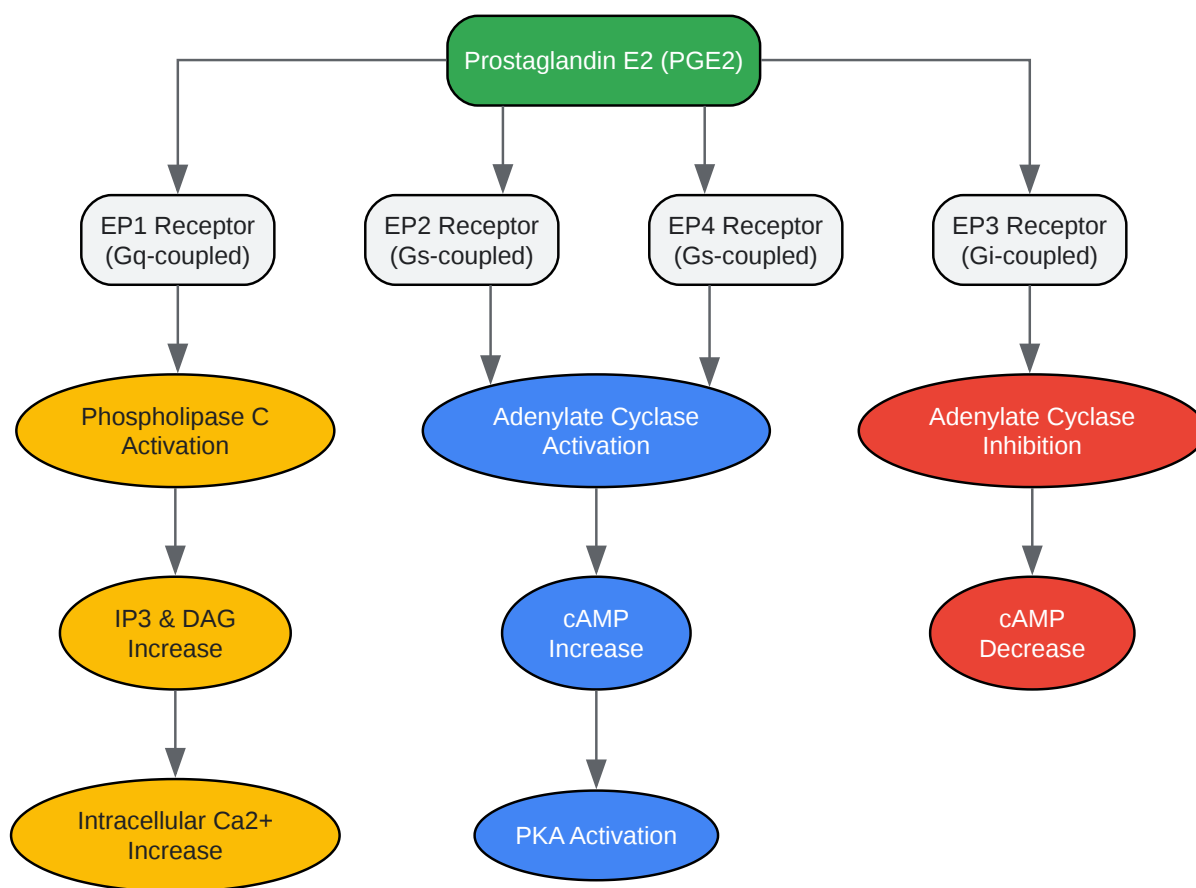 Prostaglandin E2 (PGE2)
EP1 Receptor
(Gq-coupled)
EP2 Receptor
(Gs-coupled)
EP4 Receptor
(Gs-coupled)
EP3 Receptor
(Gi-coupled)
Phospholipase C
Activation
Adenylate Cyclase
Activation
Adenylate Cyclase
Inhibition
IP3 & DAG
Increase
cAMP
Increase
cAMP
Decrease
Intracellular Ca2+
Increase
PKA Activation